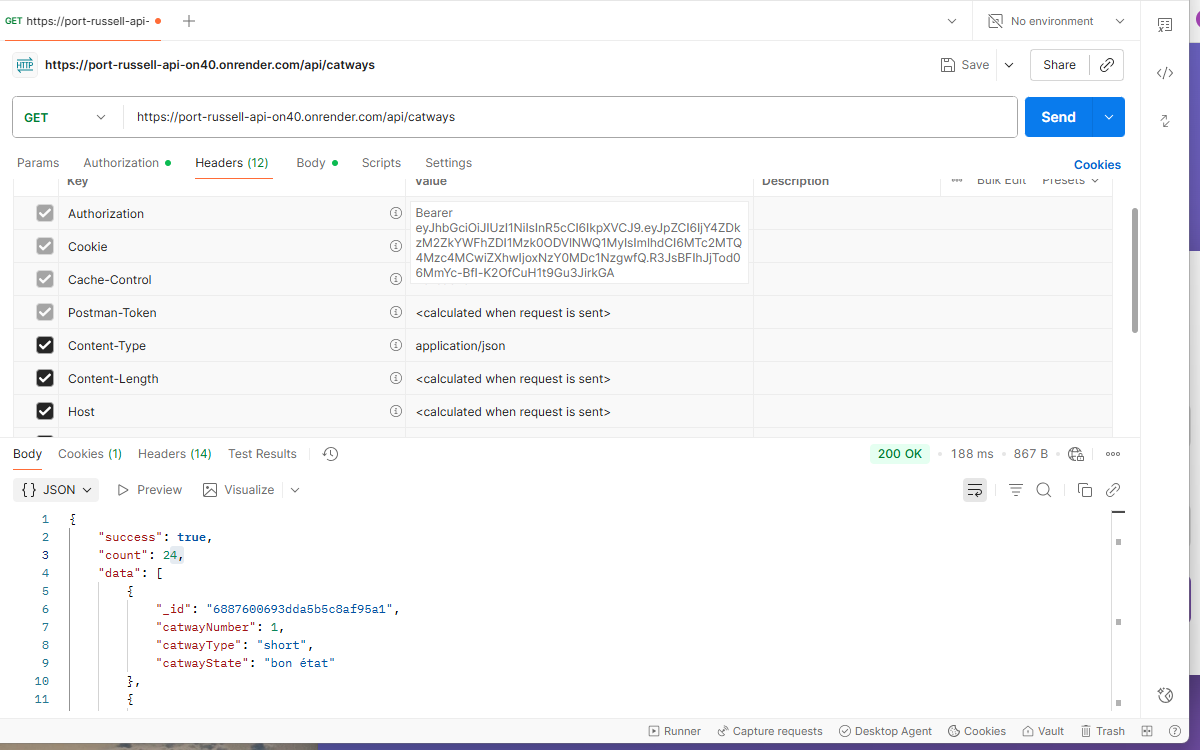 GET https://port-russell-api-
No environment
HTTP https://port-russell-api-on40.onrender.com/api/catways
Save
Share
GET https://port-russell-api-on40.onrender.com/api/catways
Send
Params Authorization Headers (12) Body Scripts Settings
Cookies
Key Value Description Bulk Edit Presets
Authorization
Bearer
eyJhbGciOiJIUzI1NiIsInR5cCI6IkpXVCJ9.eyJpZCI6IjY4ZDk
kzM2ZkYWFhZDI1Mzk0ODVlNWQ1MyIsImlhdCI6MTc2MTQ
4Mzc4MCwiZXhwIjoxNzY0MDc1NzgwfQ.R3JsBFIhJjTod0
6MmYc-BfI-K2OfCuH1t9Gu3JirkGA
Cookie
Cache-Control
Postman-Token <calculated when request is sent>
Content-Type application/json
Content-Length <calculated when request is sent>
Host <calculated when request is sent>
Body Cookies (1) Headers (14) Test Results
200 OK 188 ms 867 B
{} JSON Preview Visualize
1 {
2 "success": true,
3 "count": 24,
4 "data": [
5 {
6 "_id": "6887600693dda5b5c8af95a1",
7 "catwayNumber": 1,
8 "catwayType": "short",
9 "catwayState": "bon état"
10 },
11 {
Runner Capture requests Desktop Agent Cookies Vault Trash